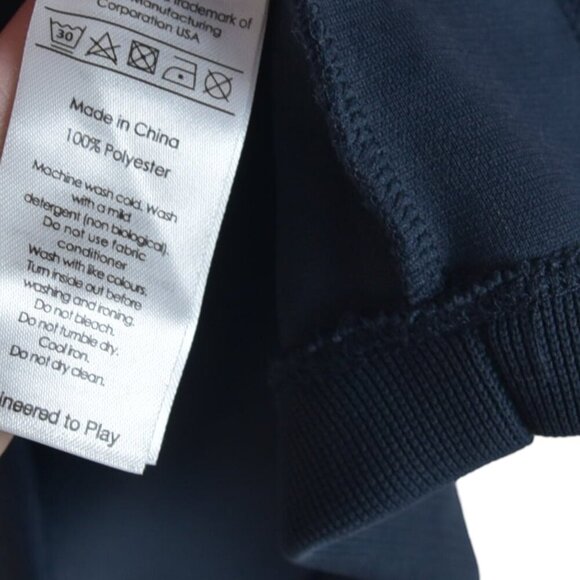 trademark of
Manufacturing
Corporation USA
30
Made in China
100% Polyester
Machine wash cold. Wash
with a mild
detergent (non biological).
Do not use fabric
conditioner
Wash with like colours.
Turn inside out before
washing and ironing.
Do not bleach.
Do not tumble dry.
Cool Iron.
Do not dry clean.
to Play